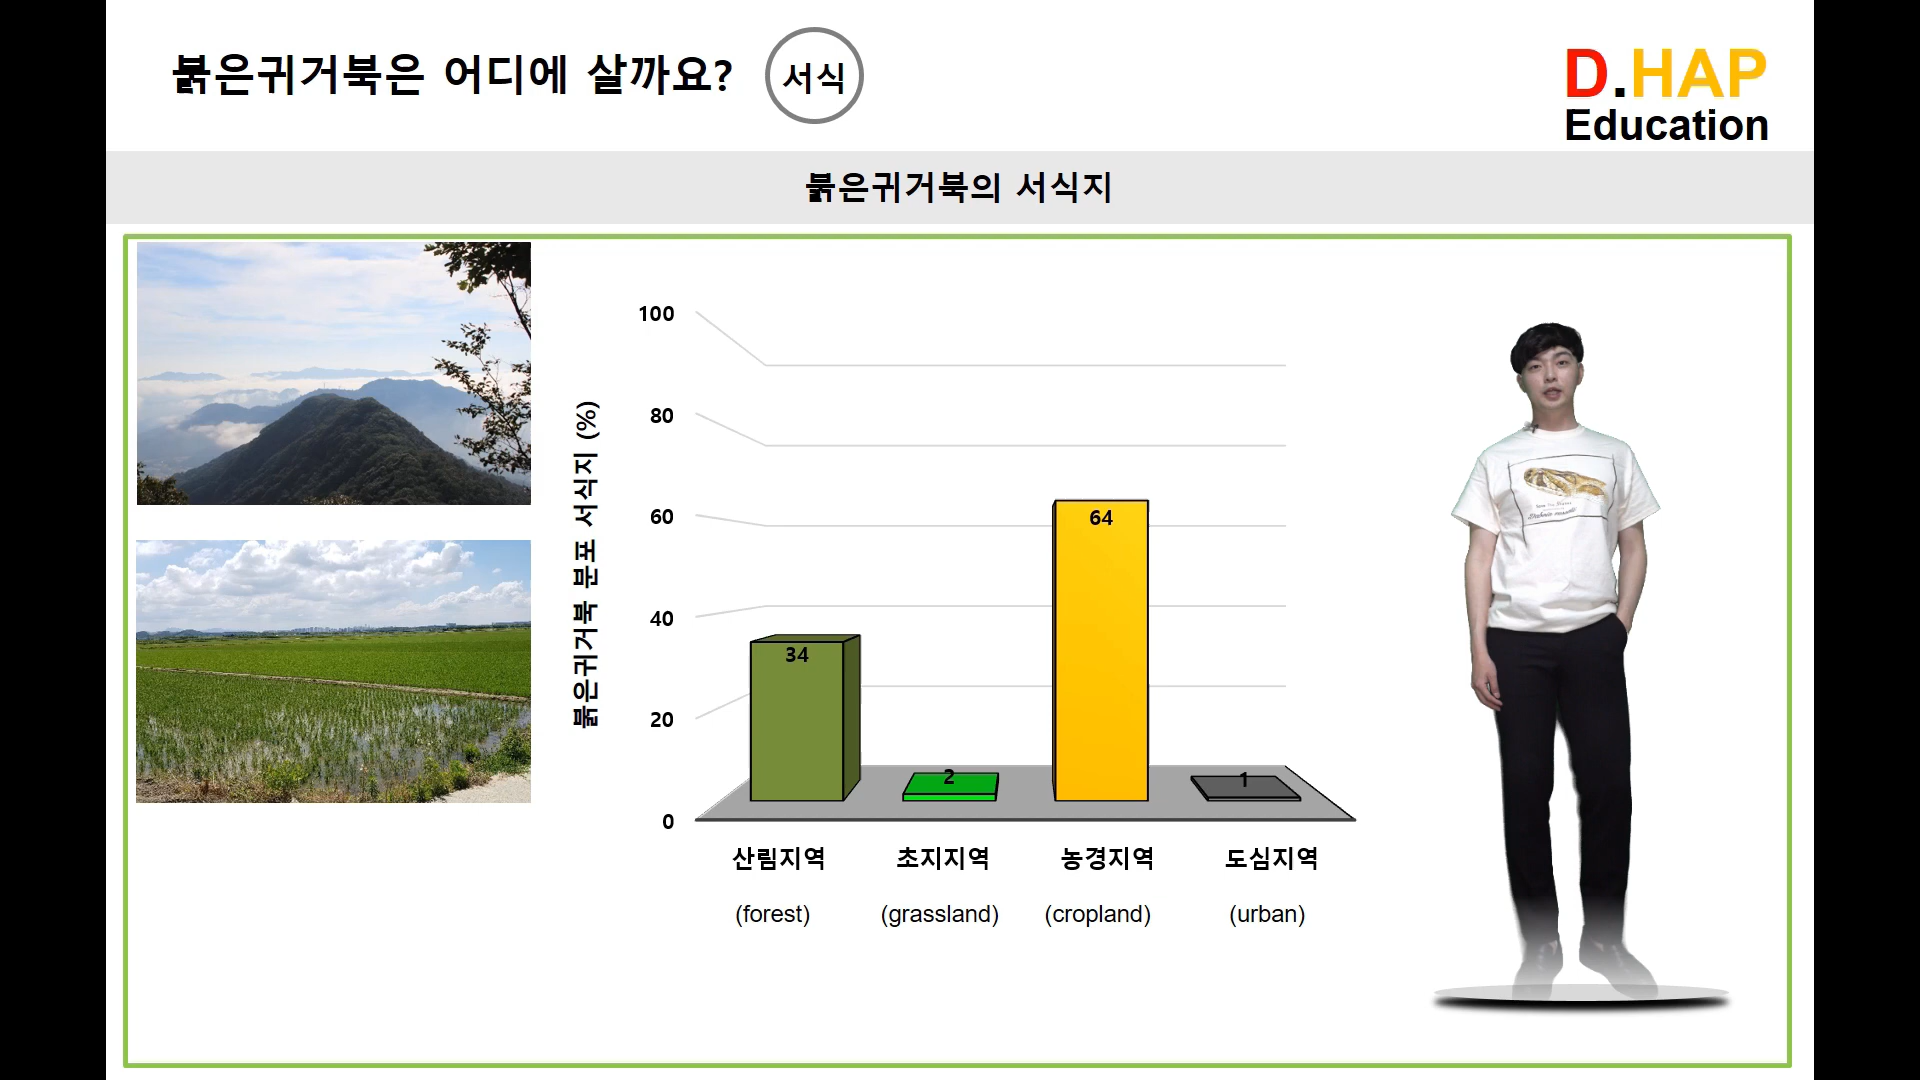 붉은귀거북은 어디에 살까요?
서식
D.HAP
Education
붉은귀거북의 서식지
붉은귀거북 분포 서식지 (%)
100
80
60
40
20
0
34
2
64
1
산림지역
초지지역
농경지역
도심지역
(forest)
(grassland)
(cropland)
(urban)